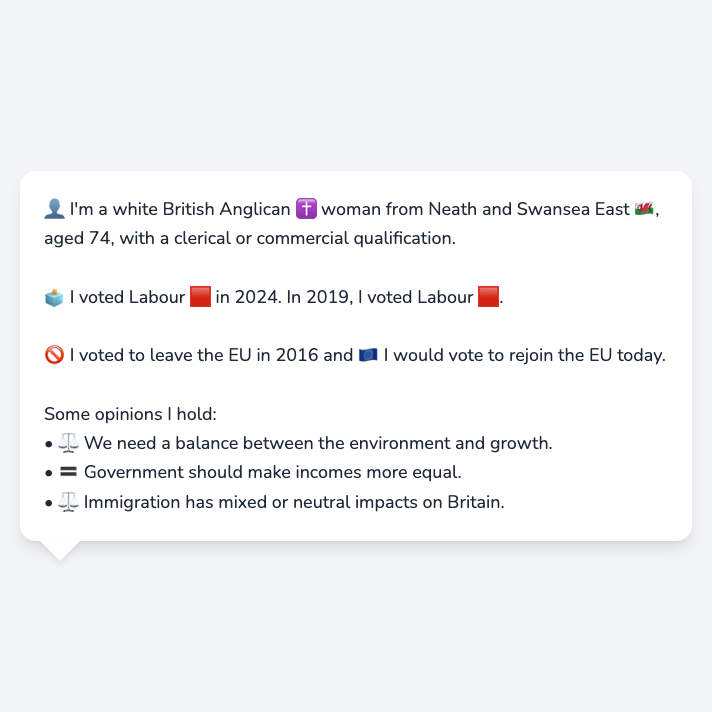 👤 I'm a white British Anglican ✝️ woman from Neath and Swansea East 🏴󠁧󠁢󠁷󠁬󠁳󠁿,
aged 74, with a clerical or commercial qualification.
🗳️ I voted Labour 🟥 in 2024. In 2019, I voted Labour 🟥.
🚫 I voted to leave the EU in 2016 and 🇪🇺 I would vote to rejoin the EU today.
Some opinions I hold:
• ⚖️ We need a balance between the environment and growth.
• 🟰 Government should make incomes more equal.
• ⚖️ Immigration has mixed or neutral impacts on Britain.